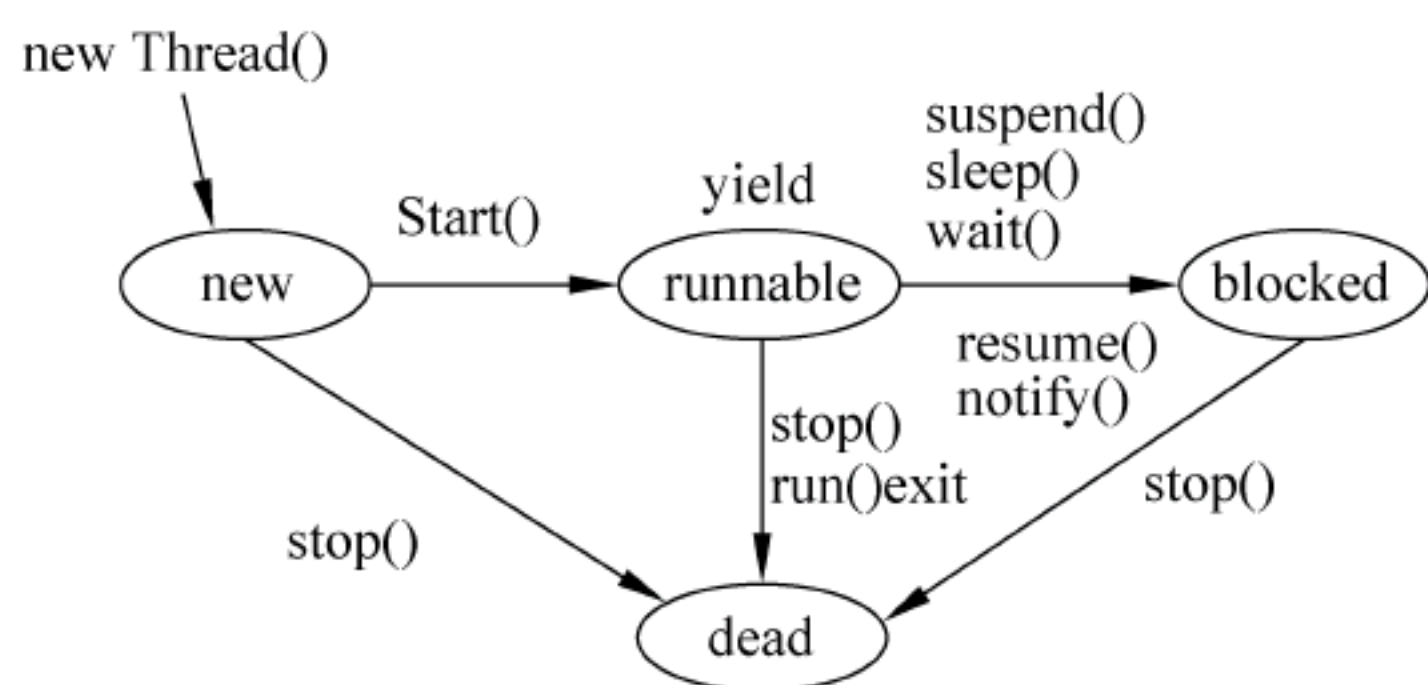 new Thread()
suspend()
sleep()
wait()
yield
Start()
new
runnable
blocked
resume()
notify()
stop()
run()exit
stop()
stop()
dead